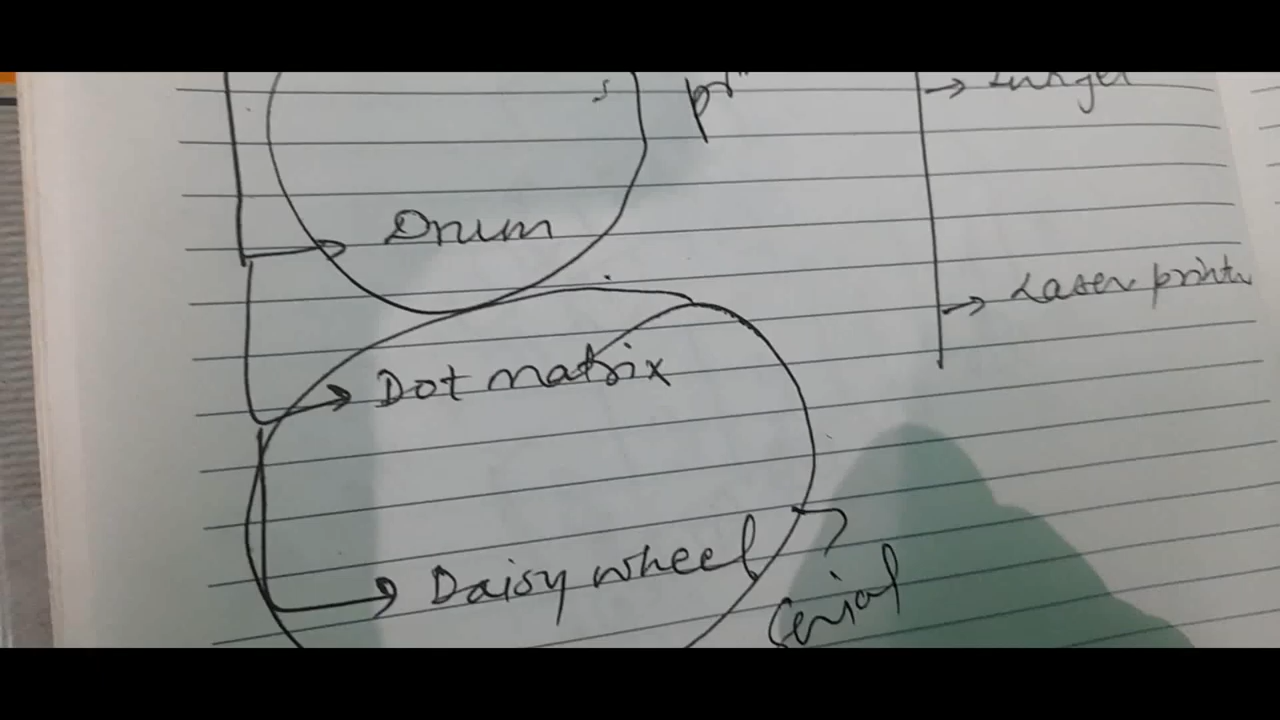 Drum
Laser printer
Dot matrix
Daisy wheel
Serial